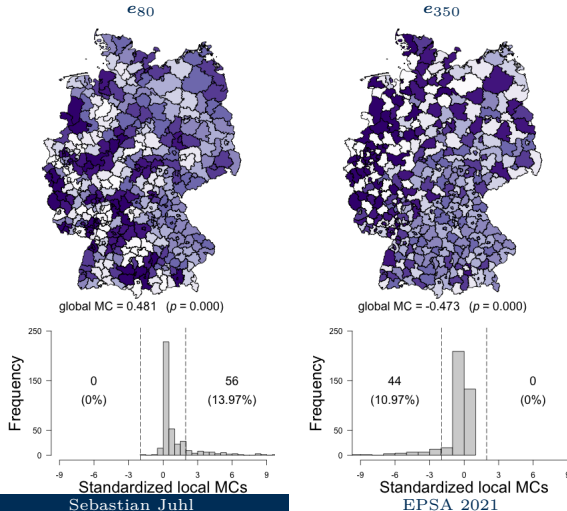 e80 e350
global MC = 0.481 (p = 0.000) global MC = -0.473 (p = 0.000)
Frequency
250
150
50
0
0
(0%)
56
(13.97%)
-9 -6 -3 0 3 6 9
Standardized local MCs
Frequency
250
150
50
0
44
(10.97%)
0
(0%)
-9 -6 -3 0 3 6 9
Standardized local MCs
Sebastian Juhl EPSA 2021